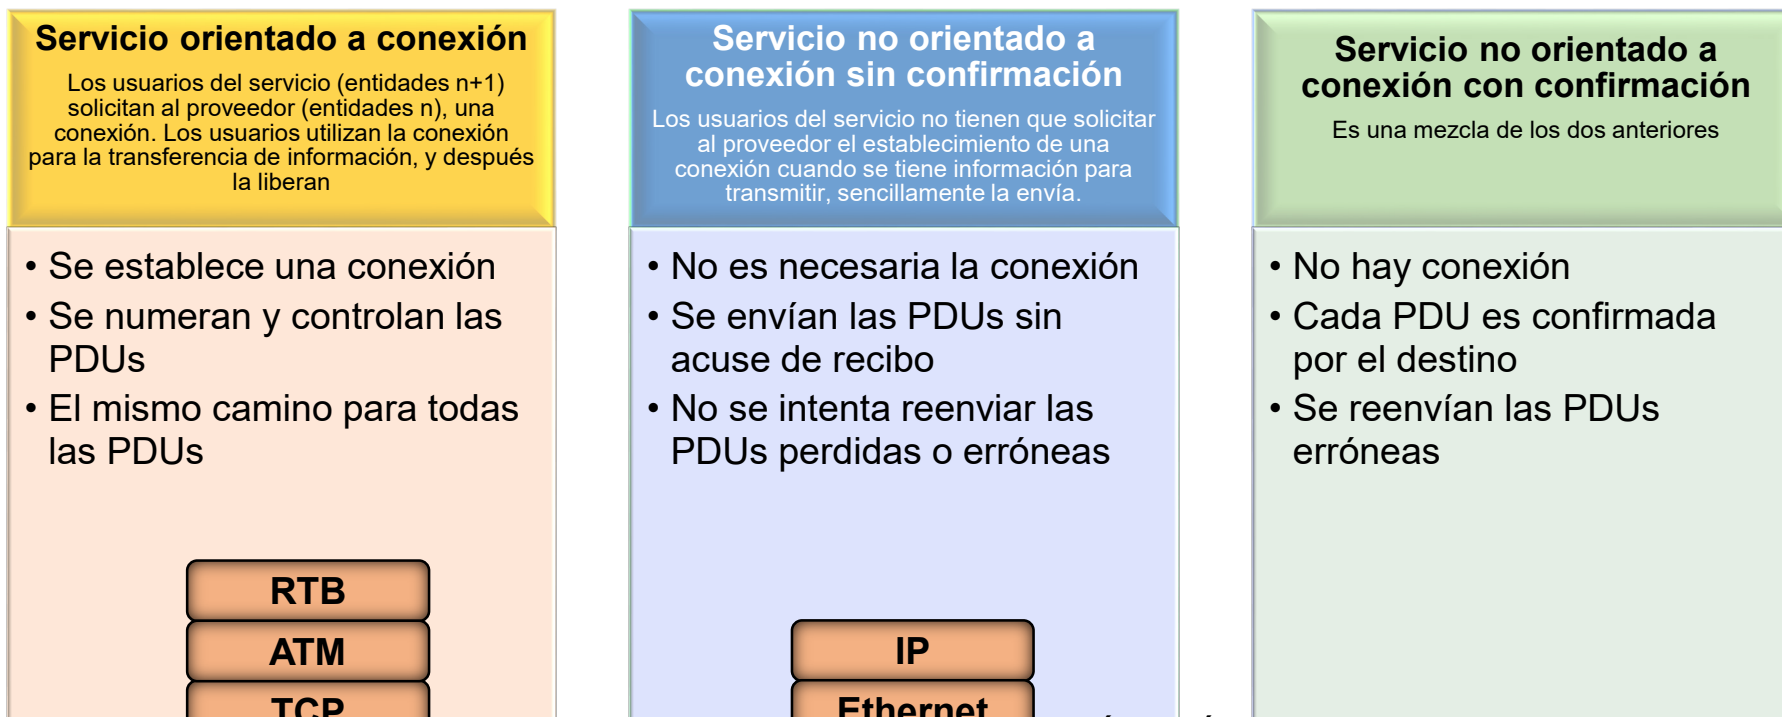 Servicio orientado a conexión
Los usuarios del servicio (entidades n+1)
solicitan al proveedor (entidades n), una
conexión. Los usuarios utilizan la conexión
para la transferencia de información, y después
la liberan
• Se establece una conexión
• Se numeran y controlan las
PDUs
• El mismo camino para todas
las PDUs
RTB
ATM
TCP
Servicio no orientado a
conexión sin confirmación
Los usuarios del servicio no tienen que solicitar
al proveedor el establecimiento de una
conexión cuando se tiene información para
transmitir, sencillamente la envía.
• No es necesaria la conexión
• Se envían las PDUs sin
acuse de recibo
• No se intenta reenviar las
PDUs perdidas o erróneas
IP
Ethernet
Servicio no orientado a
conexión con confirmación
Es una mezcla de los dos anteriores
• No hay conexión
• Cada PDU es confirmada
por el destino
• Se reenvían las PDUs
erróneas